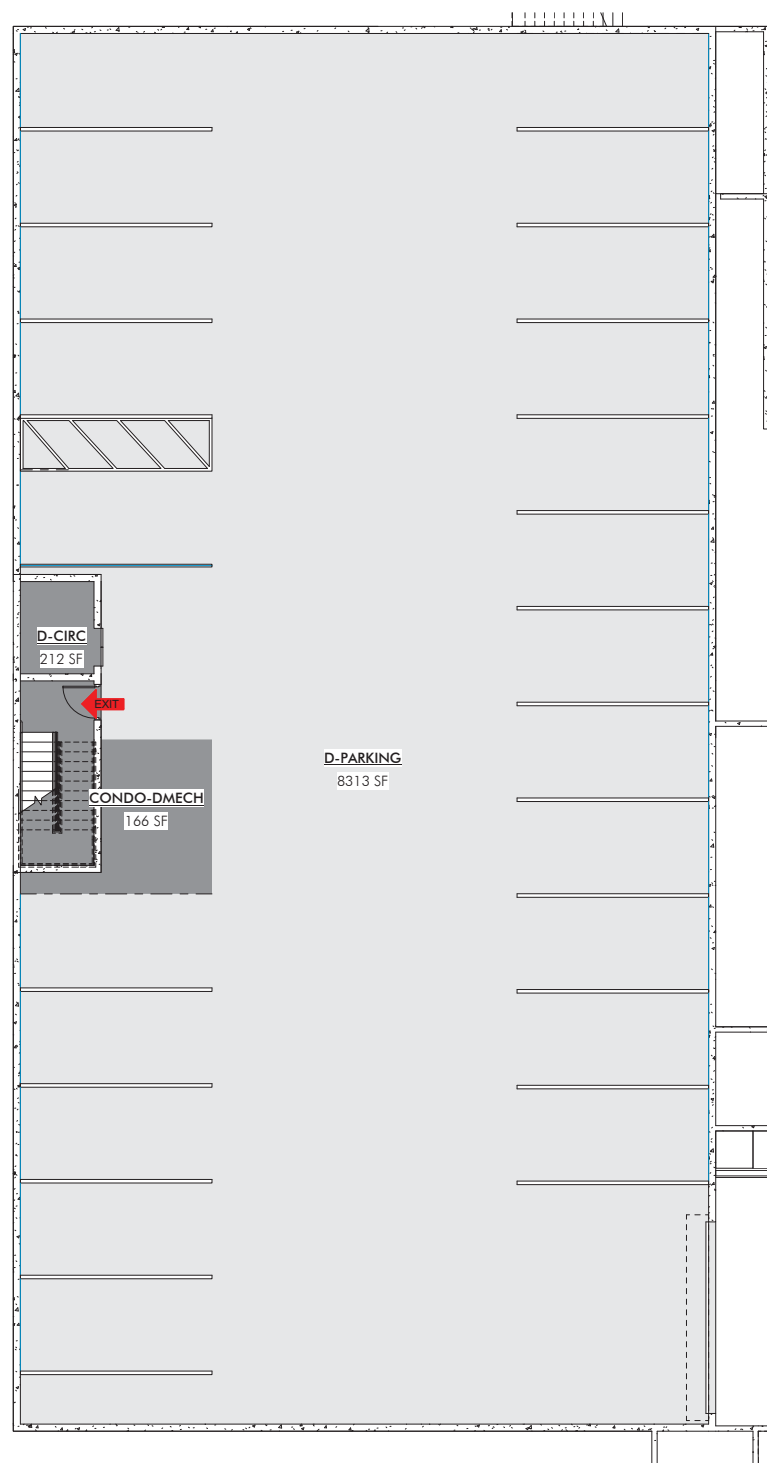 D-CIRC
212 SF
EXIT
D-PARKING
8313 SF
CONDO-DMECH
166 SF